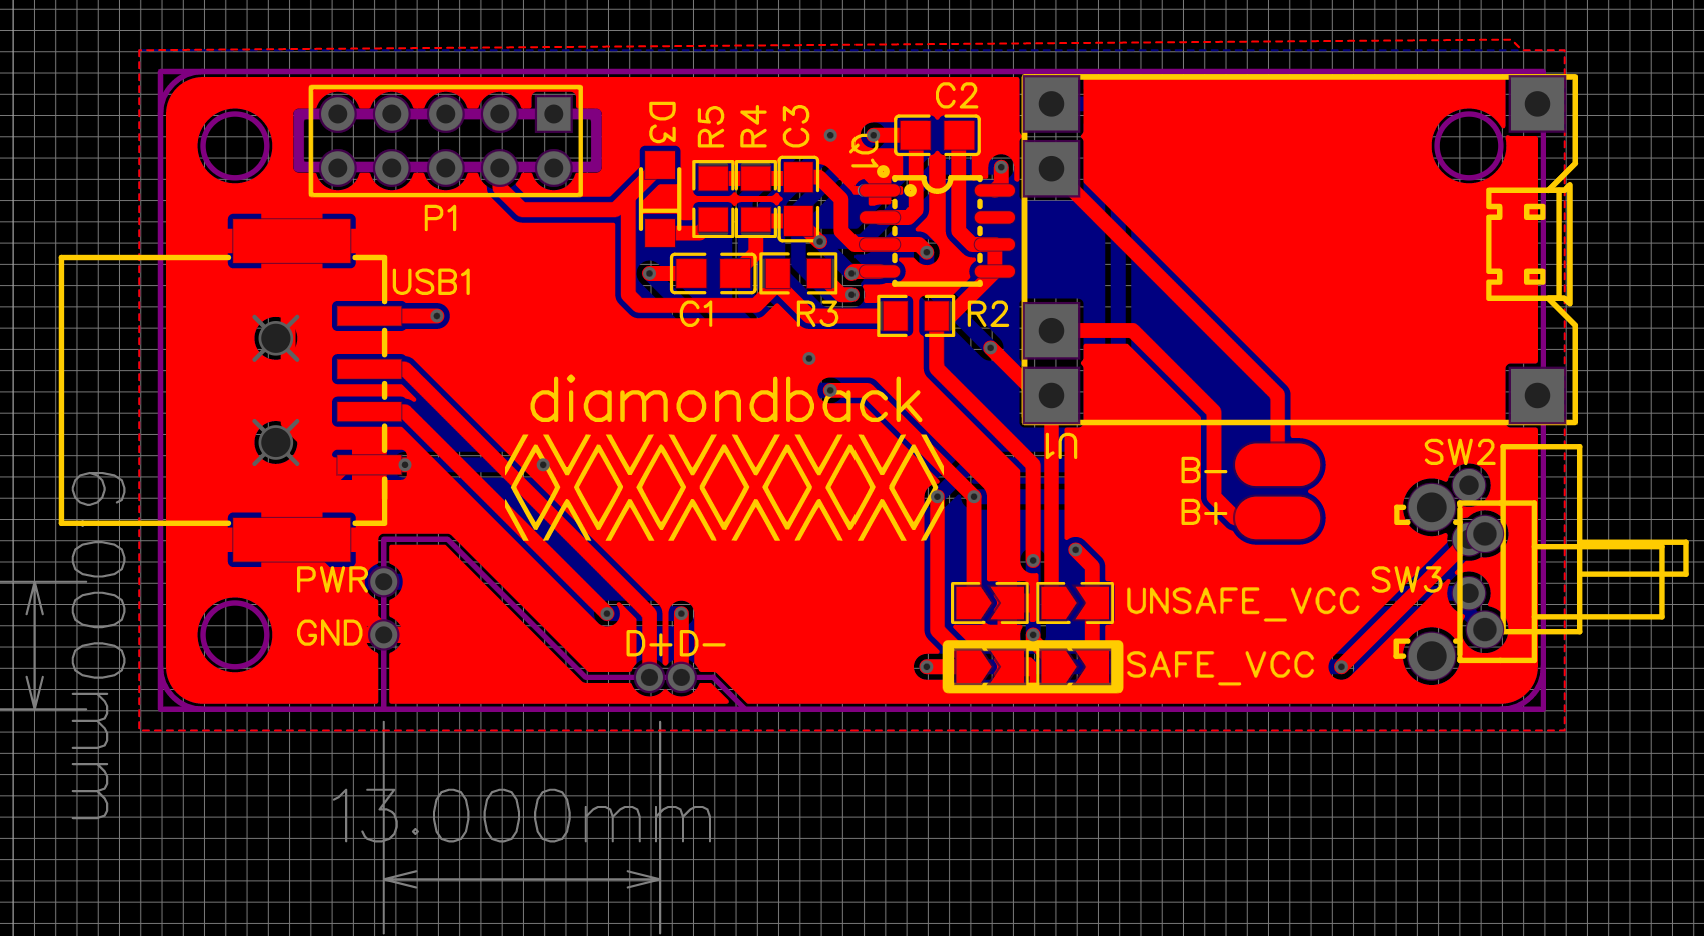 C2
D3
R5
R4
C3
Q1
P1
USB1
C1
R3
R2
diamondback
U1
SW2
B-
B+
PWR
SW3
UNSAFE_VCC
GND
D+D-
SAFE_VCC
6.000mm
13.000mm